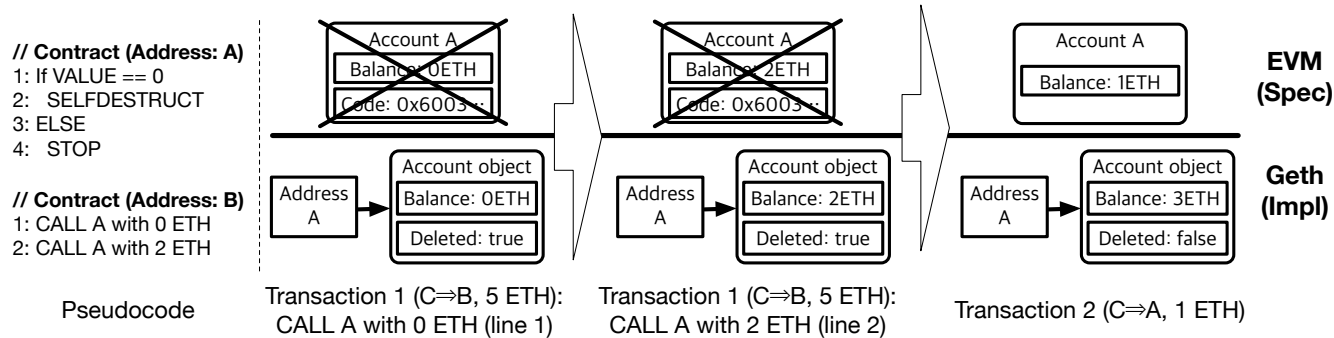 // Contract (Address: A)
1: If VALUE == 0
2: SELFDESTRUCT
3: ELSE
4: STOP
// Contract (Address: B)
1: CALL A with 0 ETH
2: CALL A with 2 ETH
Pseudocode
Account A
Balance: 0ETH
Code: 0x6003 ··
Account A
Balance: 2ETH
Code: 0x6003 ··
Account A
Balance: 1ETH
EVM
(Spec)
Address
A
Account object
Balance: 0ETH
Deleted: true
Address
A
Account object
Balance: 2ETH
Deleted: true
Address
A
Account object
Balance: 3ETH
Deleted: false
Geth
(Impl)
Transaction 1 (C⇒B, 5 ETH):
CALL A with 0 ETH (line 1)
Transaction 1 (C⇒B, 5 ETH):
CALL A with 2 ETH (line 2)
Transaction 2 (C⇒A, 1 ETH)